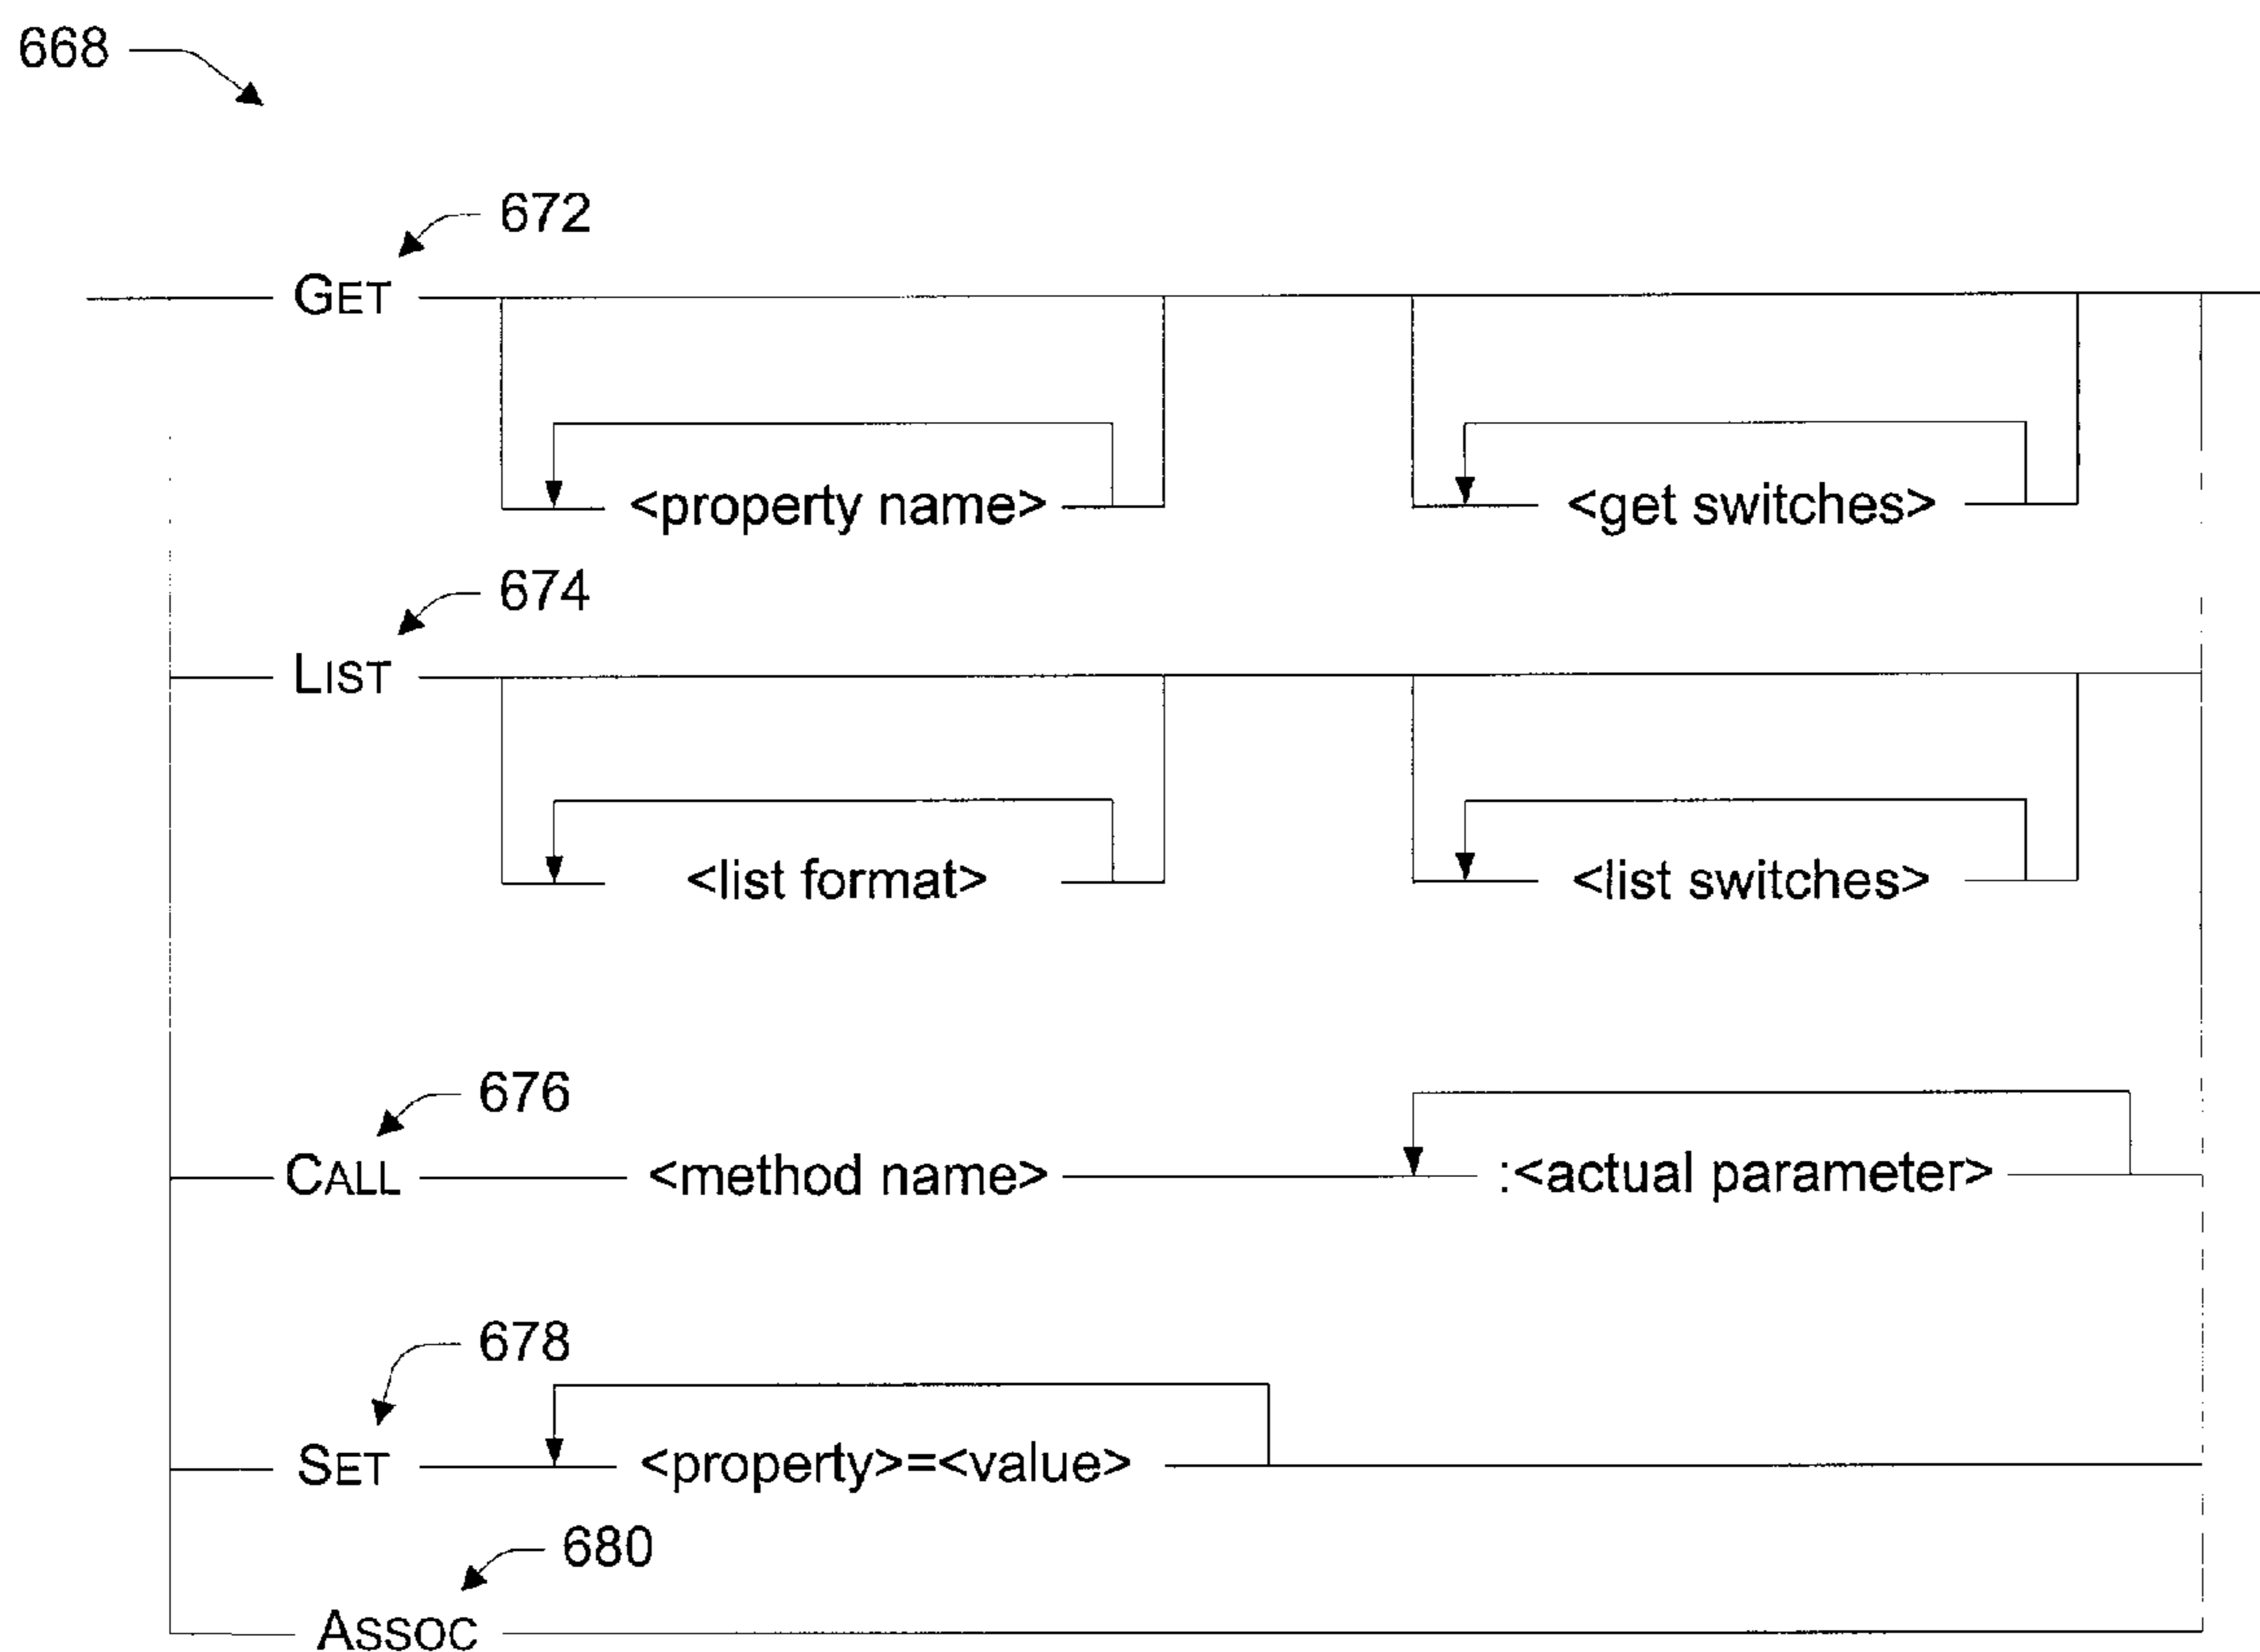 668
672
GET
<property name> <get switches>
674
LIST
<list format> <list switches>
676
CALL <method name> :<actual parameter>
678
SET <property>=<value>
680
ASSOC